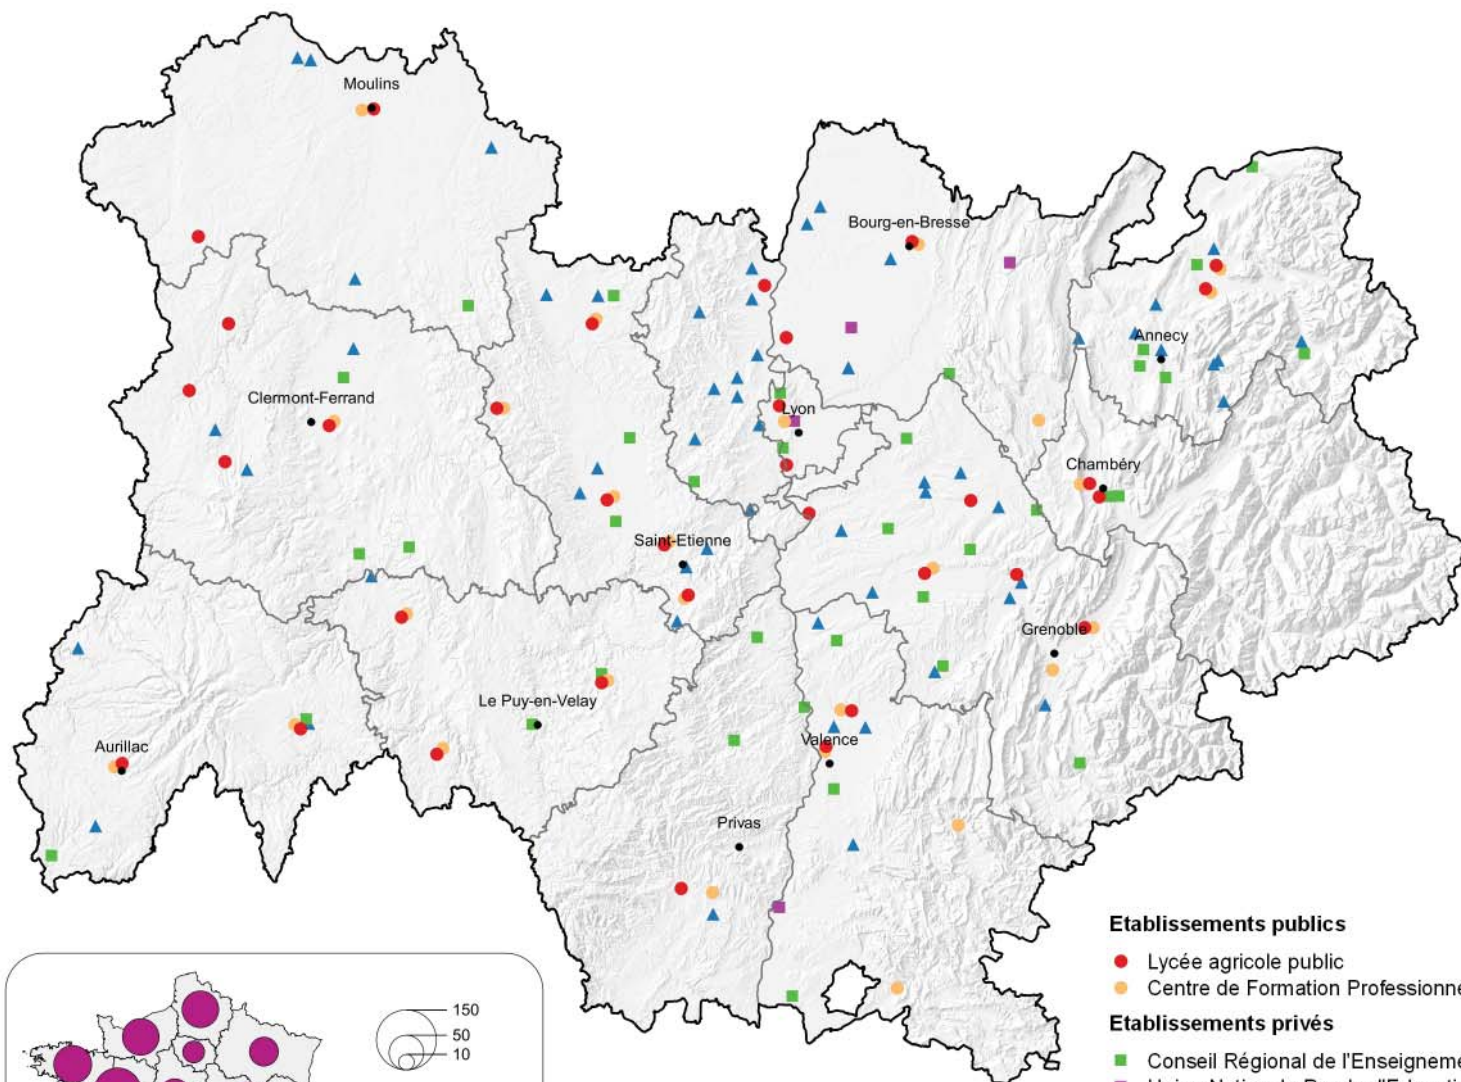 Moulins
Bourg-en-Bresse
Annecy
Clermont-Ferrand
Lyon
Chambéry
Saint-Etienne
Grenoble
Le Puy-en-Velay
Aurillac
Valence
Privas
Etablissements publics
Lycée agricole public
Centre de Formation Professionne
Etablissements privés
Conseil Régional de l'Enseigneme
150
50
10